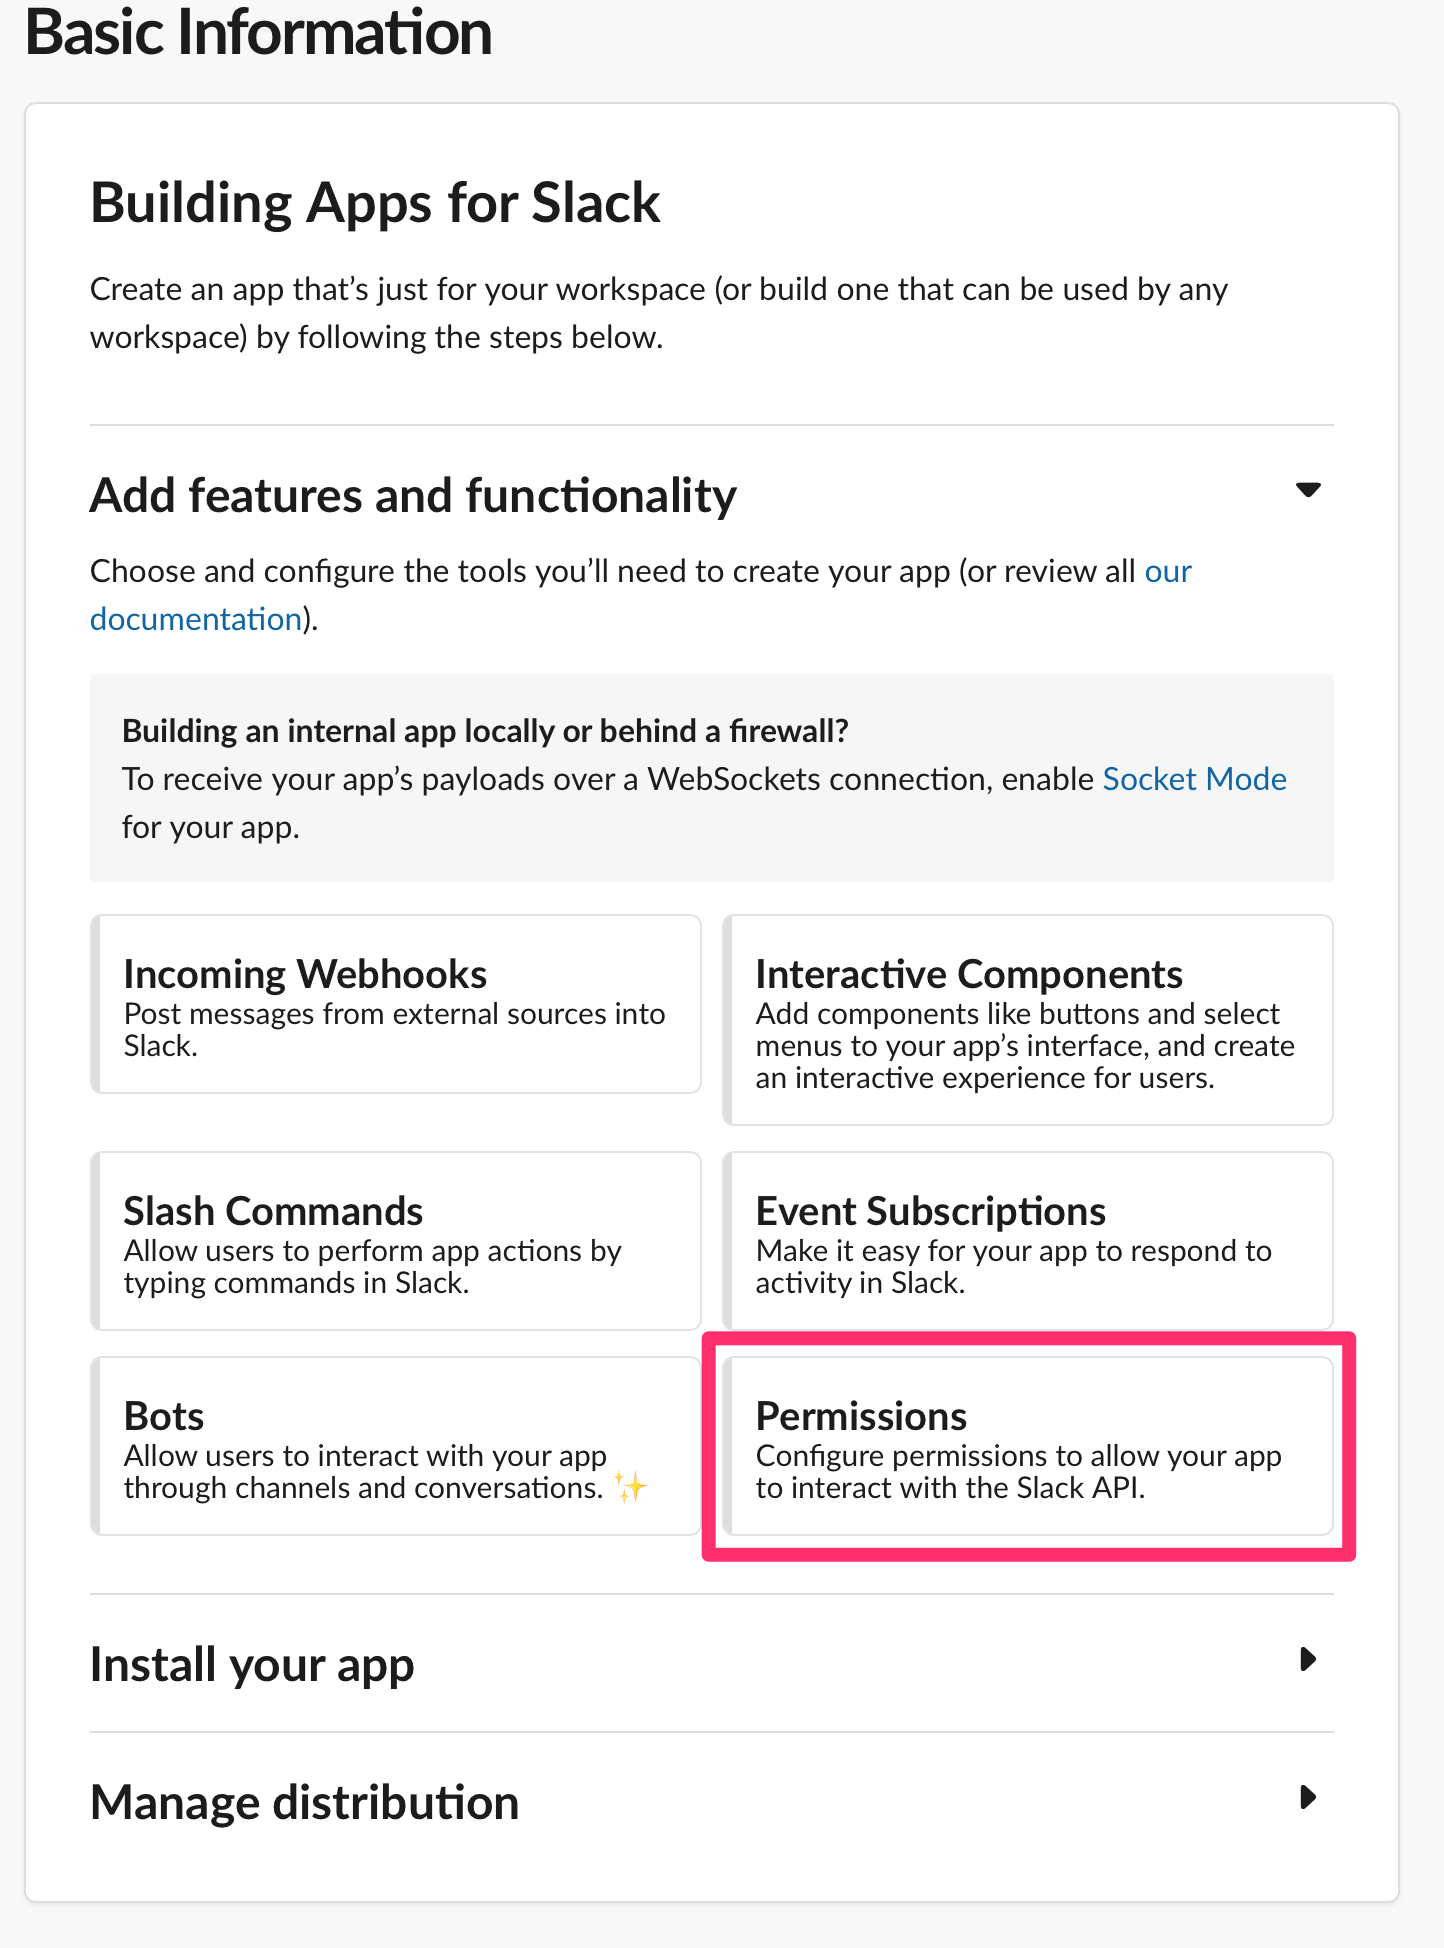 Basic Information
Building Apps for Slack
Create an app that’s just for your workspace (or build one that can be used by any
workspace) by following the steps below.
Add features and functionality
Choose and configure the tools you’ll need to create your app (or review all our
documentation).
Building an internal app locally or behind a firewall?
To receive your app’s payloads over a WebSockets connection, enable Socket Mode
for your app.
Incoming Webhooks
Post messages from external sources into
Slack.
Interactive Components
Add components like buttons and select
menus to your app’s interface, and create
an interactive experience for users.
Slash Commands
Allow users to perform app actions by
typing commands in Slack.
Event Subscriptions
Make it easy for your app to respond to
activity in Slack.
Bots
Allow users to interact with your app
through channels and conversations. ✨
Permissions
Configure permissions to allow your app
to interact with the Slack API.
Install your app
Manage distribution